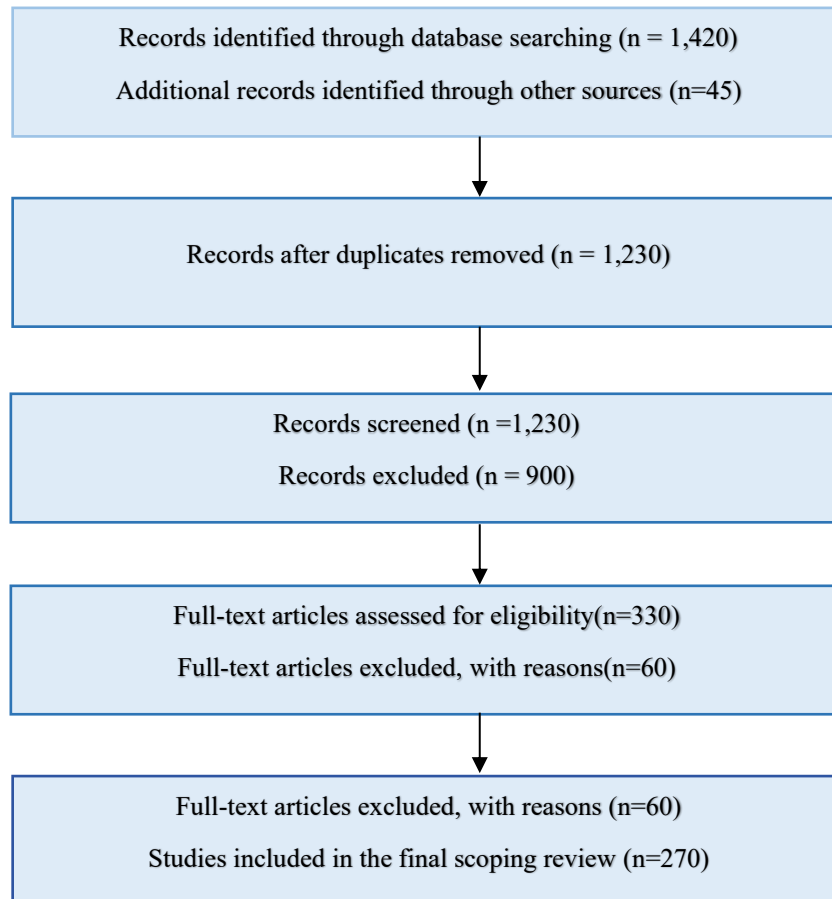 Records identified through database searching (n = 1,420)
Additional records identified through other sources (n=45)
Records after duplicates removed (n = 1,230)
Records screened (n =1,230)
Records excluded (n = 900)
Full-text articles assessed for eligibility(n=330)
Full-text articles excluded, with reasons(n=60)
Full-text articles excluded, with reasons (n=60)
Studies included in the final scoping review (n=270)